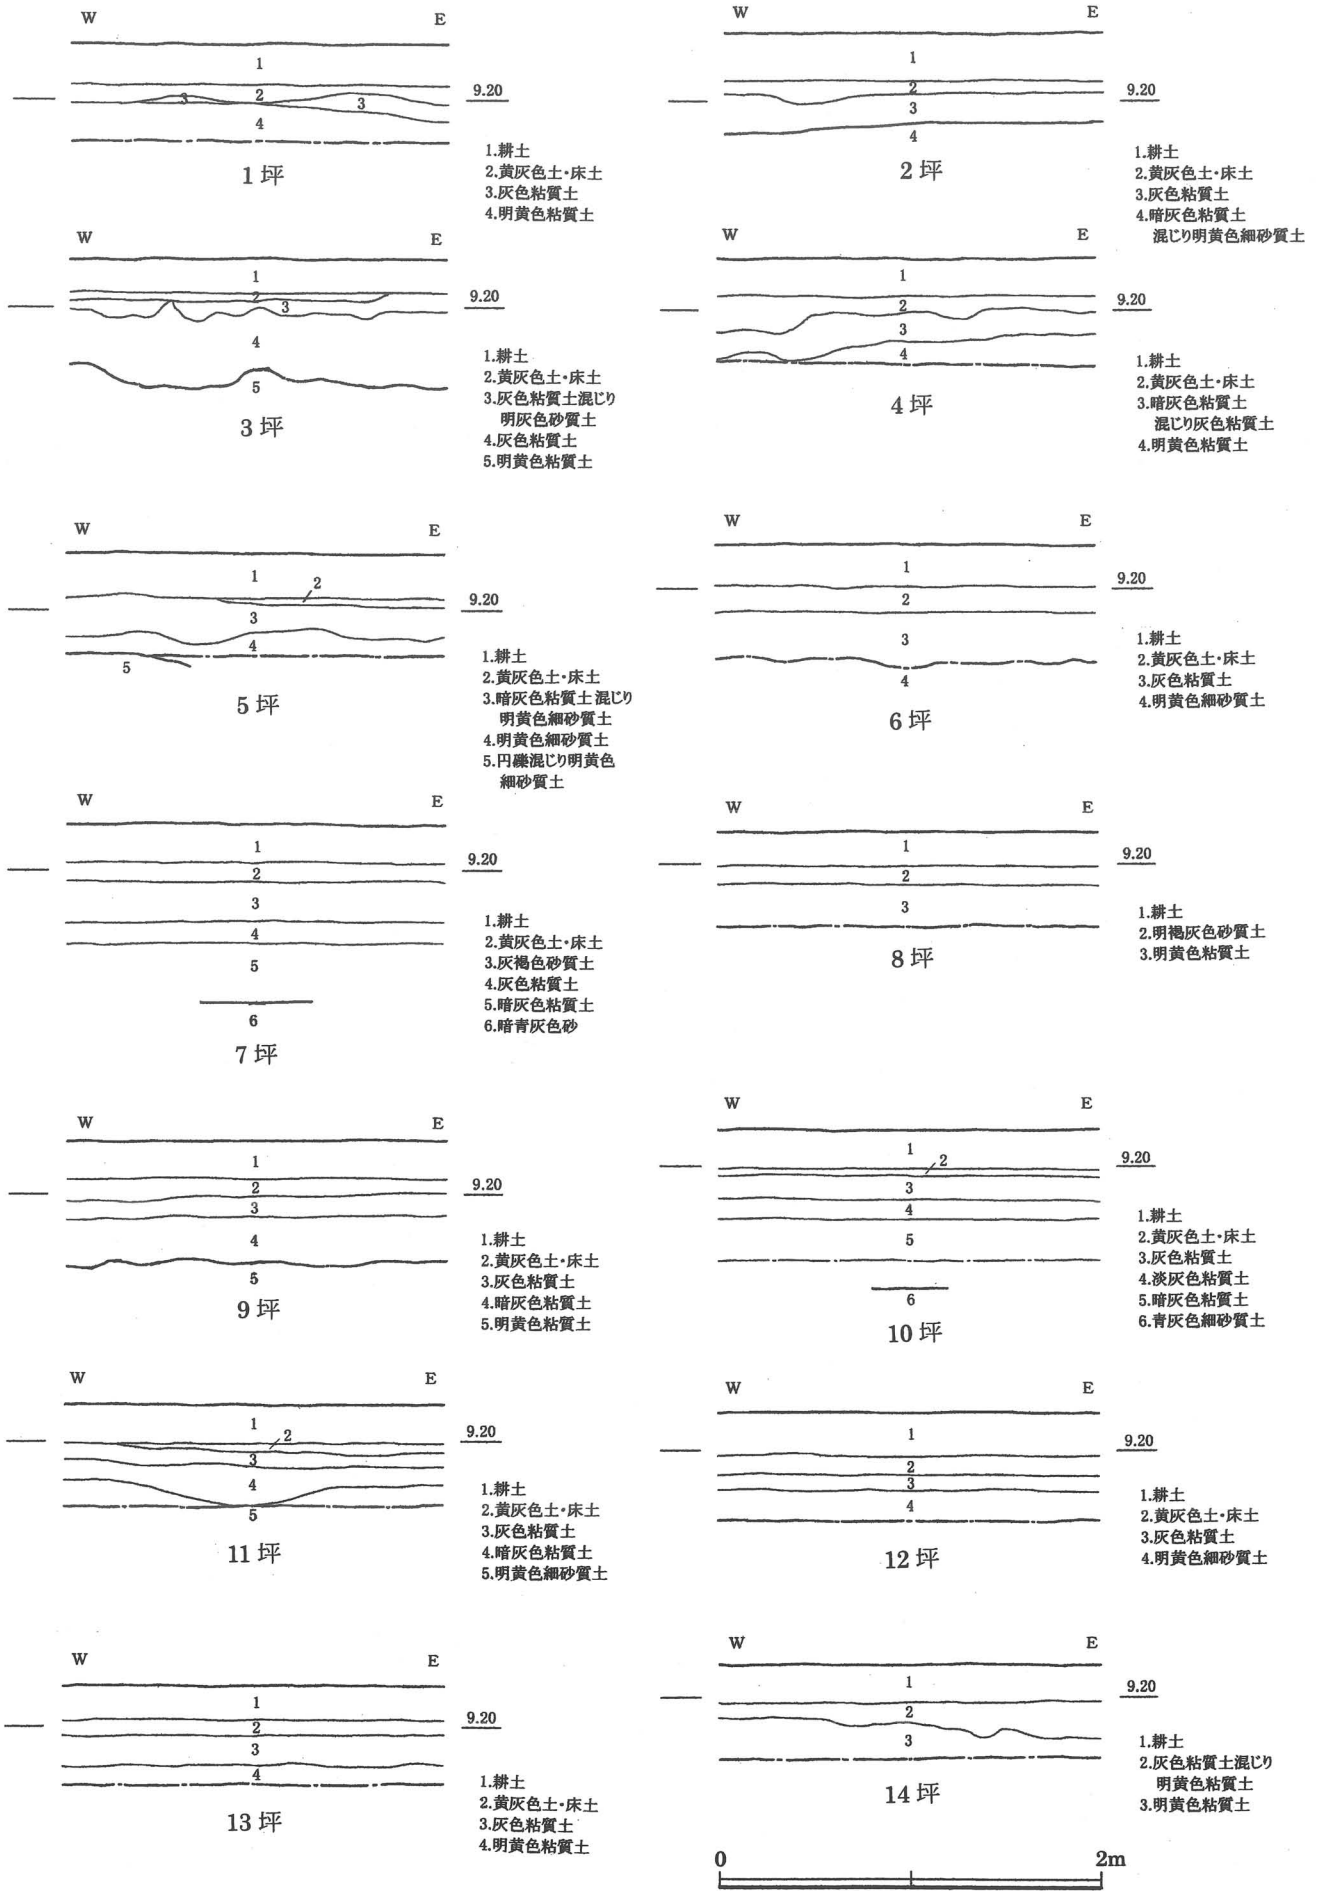 W E
1
2
3
3
4
9.20
1坪
1.耕土
2.黄灰色土・床土
3.灰色粘質土
4.明黄色粘質土
W E
1
2
3
4
9.20
2坪
1.耕土
2.黄灰色土・床土
3.灰色粘質土
4.暗灰色粘質土
混じり明黄色細砂質土
W E
1
2
3
4
5
9.20
3坪
1.耕土
2.黄灰色土・床土
3.灰色粘質土混じり
明灰色砂質土
4.灰色粘質土
5.明黄色粘質土
W E
1
2
3
4
9.20
4坪
1.耕土
2.黄灰色土・床土
3.暗灰色粘質土
混じり灰色粘質土
4.明黄色粘質土
W E
1
2
3
4
5
9.20
5坪
1.耕土
2.黄灰色土・床土
3.暗灰色粘質土混じり
明黄色細砂質土
4.明黄色細砂質土
5.円礫混じり明黄色
細砂質土
W E
1
2
3
4
9.20
6坪
1.耕土
2.黄灰色土・床土
3.灰色粘質土
4.明黄色細砂質土
W E
1
2
3
4
5
6
9.20
7坪
1.耕土
2.黄灰色土・床土
3.灰褐色砂質土
4.灰色粘質土
5.暗灰色粘質土
6.暗青灰色砂
W E
1
2
3
9.20
8坪
1.耕土
2.明褐灰色砂質土
3.明黄色粘質土
W E
1
2
3
4
5
9.20
9坪
1.耕土
2.黄灰色土・床土
3.灰色粘質土
4.暗灰色粘質土
5.明黄色粘質土
W E
1
2
3
4
5
6
9.20
10坪
1.耕土
2.黄灰色土・床土
3.灰色粘質土
4.淡灰色粘質土
5.暗灰色粘質土
6.青灰色細砂質土
W E
1
2
3
4
5
9.20
11坪
1.耕土
2.黄灰色土・床土
3.灰色粘質土
4.暗灰色粘質土
5.明黄色細砂質土
W E
1
2
3
4
9.20
12坪
1.耕土
2.黄灰色土・床土
3.灰色粘質土
4.明黄色細砂質土
W E
1
2
3
4
9.20
13坪
1.耕土
2.黄灰色土・床土
3.灰色粘質土
4.明黄色粘質土
W E
1
2
3
9.20
14坪
1.耕土
2.灰色粘質土混じり
明黄色粘質土
3.明黄色粘質土
0 2m